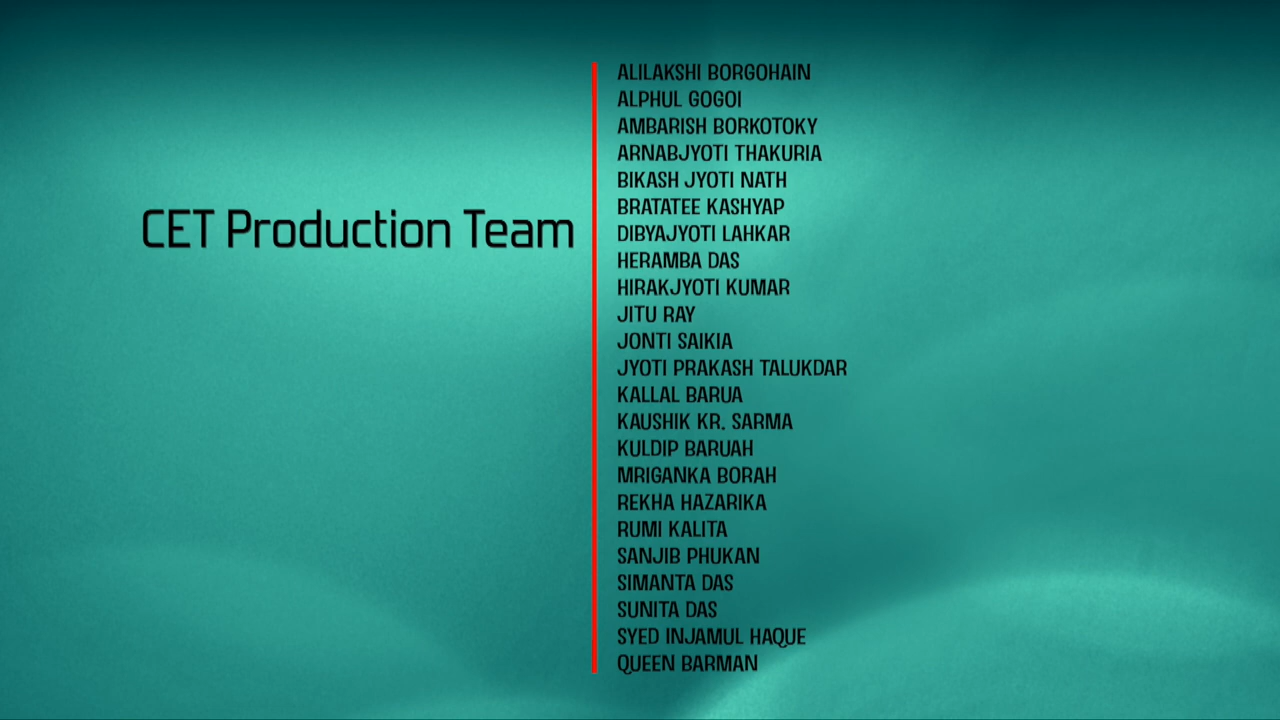 CET Production Team
ALILAKSHI BORGOHAIN
ALPHUL GOGOI
AMBARISH BORKOTOKY
ARNABJYOTI THAKURIA
BIKASH JYOTI NATH
BRATATEE KASHYAP
DIBYAJYOTI LAHKAR
HERAMBA DAS
HIRAKJYOTI KUMAR
JITU RAY
JONTI SAIKIA
JYOTI PRAKASH TALUKDAR
KALLAL BARUA
KAUSHIK KR. SARMA
KULDIP BARUAH
MRIGANKA BORAH
REKHA HAZARIKA
RUMI KALITA
SANJIB PHUKAN
SIMANTA DAS
SUNITA DAS
SYED INJAMUL HAQUE
QUEEN BARMAN